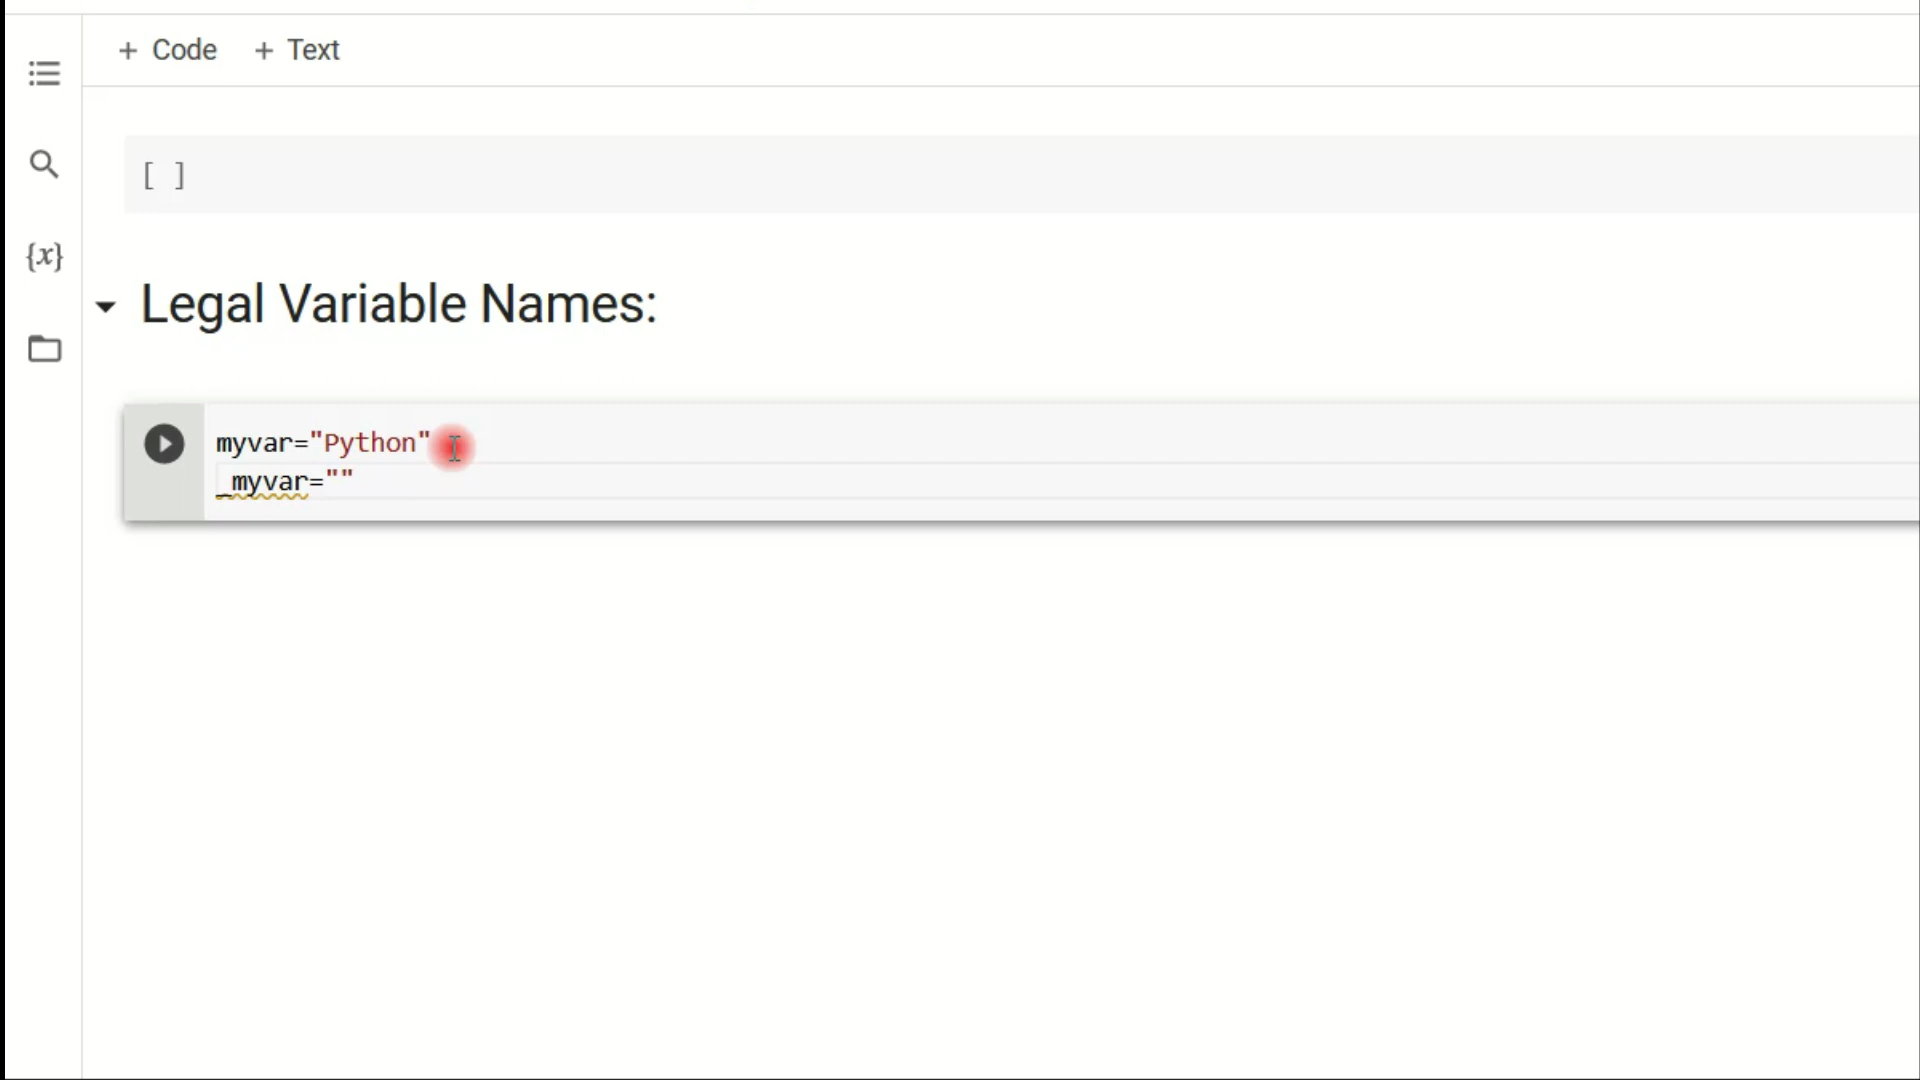 + Code + Text
[ ]
{x}
Legal Variable Names:
myvar="Python"
_myvar=""